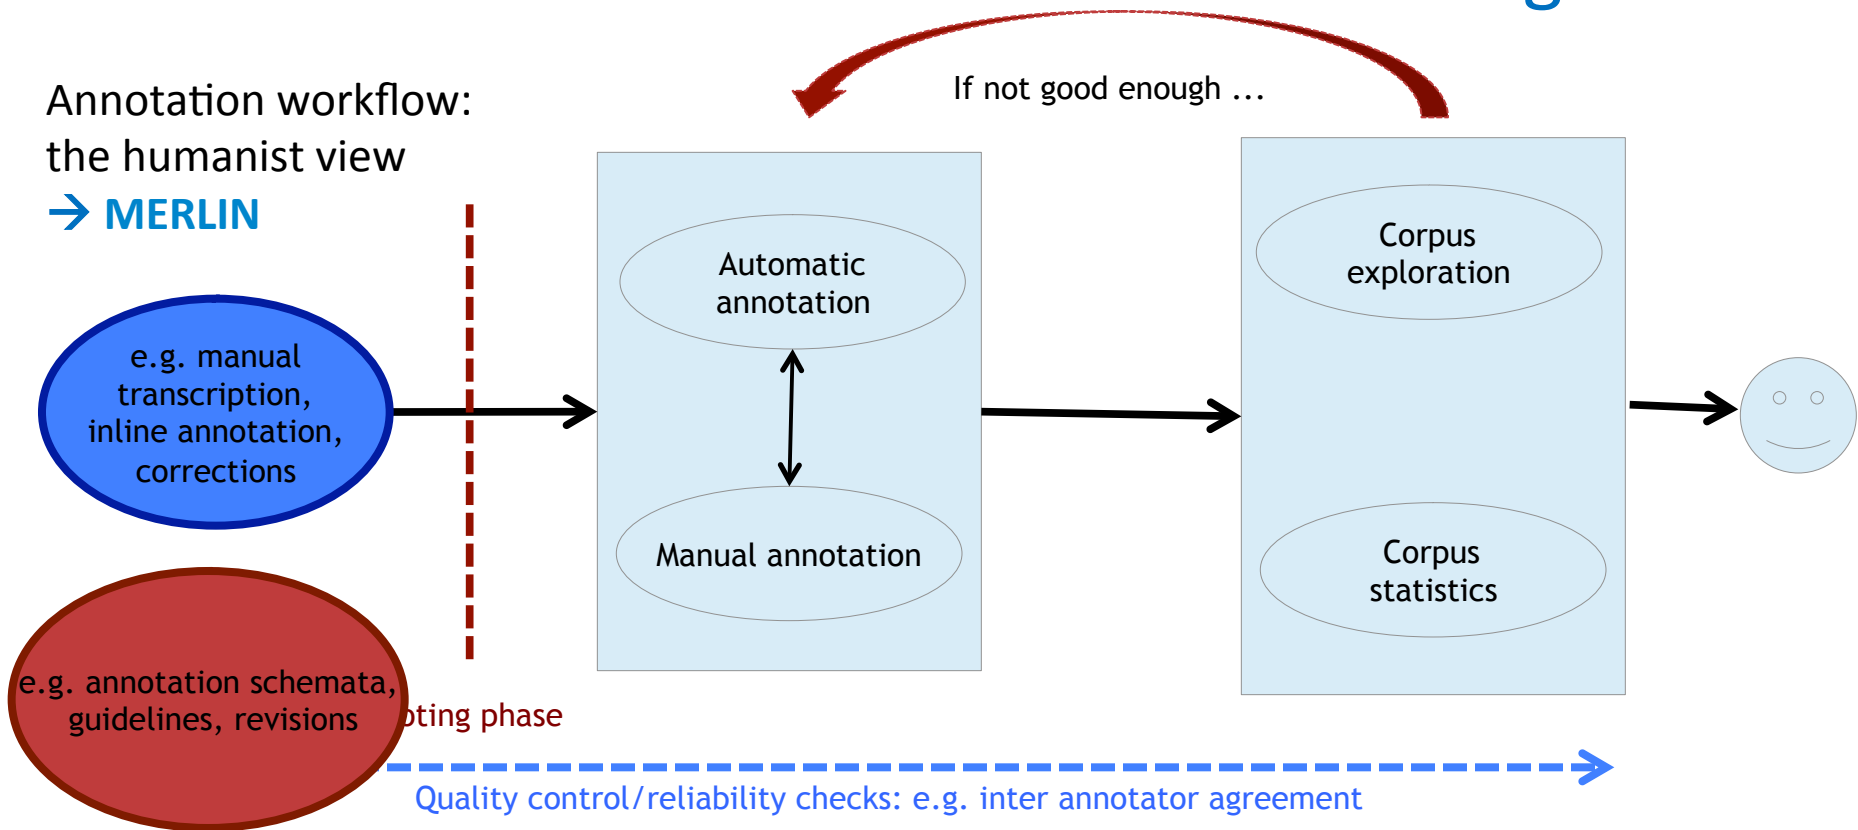 Annotation workflow:
the humanist view
→ MERLIN
If not good enough ...
Automatic
annotation
Manual annotation
Corpus
exploration
Corpus
statistics
e.g. manual
transcription,
inline annotation,
corrections
e.g. annotation schemata,
guidelines, revisions
phase
Quality control/reliability checks: e.g. inter annotator agreement